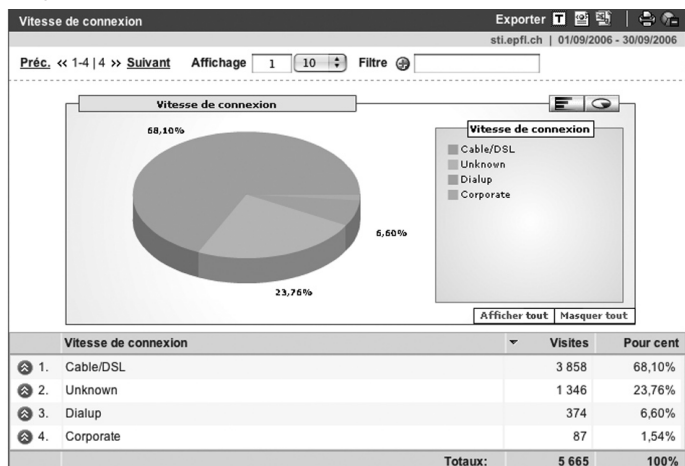 Vitesse de connexion Exporter T
sti.epfl.ch | 01/09/2006 - 30/09/2006
Préc. << 1-4 | 4 >> Suivant Affichage 1 10 Filtre
Vitesse de connexion
68,10%
6,60%
23,76%
Vitesse de connexion
Cable/DSL
Unknown
Dialup
Corporate
Afficher tout Masquer tout
Vitesse de connexion Visites Pour cent
1. Cable/DSL 3 858 68,10%
2. Unknown 1 346 23,76%
3. Dialup 374 6,60%
4. Corporate 87 1,54%
Totaux: 5 665 100%